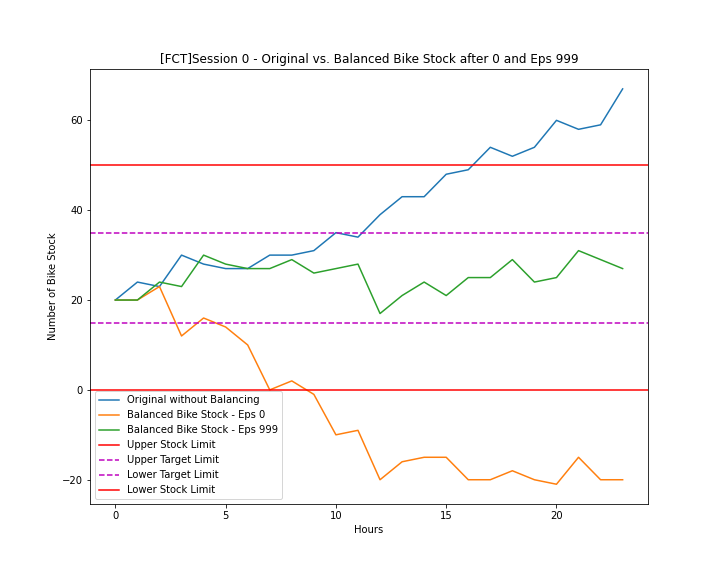 [FCT]Session 0 - Original vs. Balanced Bike Stock after 0 and Eps 999
Number of Bike Stock
60
40
20
0
−20
Original without Balancing
Balanced Bike Stock - Eps 0
Balanced Bike Stock - Eps 999
Upper Stock Limit
Upper Target Limit
Lower Target Limit
Lower Stock Limit
0
5
10
15
20
Hours